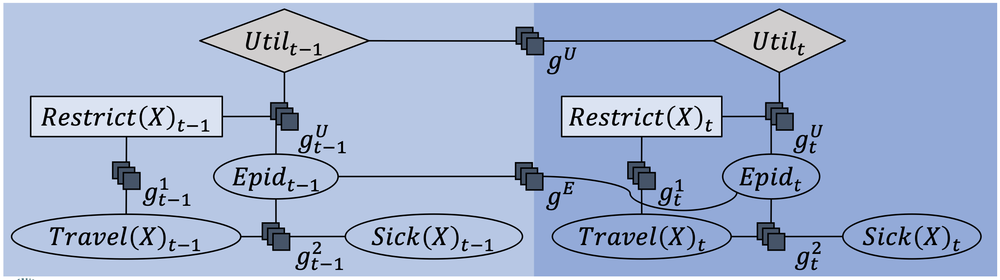 Util_{t-1}
g^U
Util_t
Restrict(X)_{t-1}
g^U_{t-1}
Restrict(X)_t
g^U_t
g^1_{t-1}
Epid_{t-1}
g^E
g^1_t
Epid_t
Travel(X)_{t-1}
g^2_{t-1}
Sick(X)_{t-1}
Travel(X)_t
g^2_t
Sick(X)_t